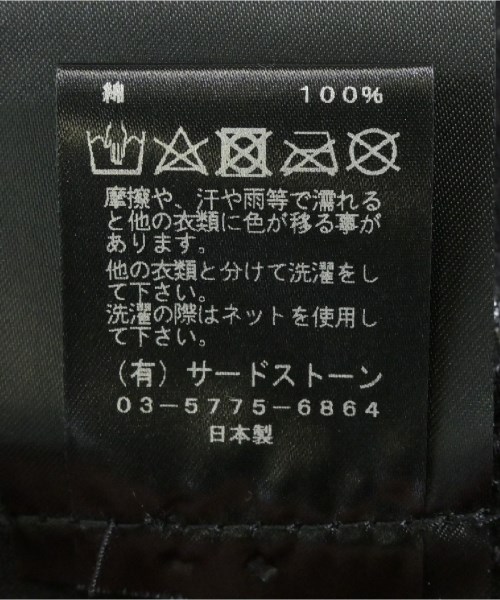 綿 100%
摩擦や、汗や雨等で濡れる
と他の衣類に色が移る事が
あります。
他の衣類と分けて洗濯をし
て下さい。
洗濯の際はネットを使用し
て下さい。
(有) サードストーン
03-5775-6864
日本製